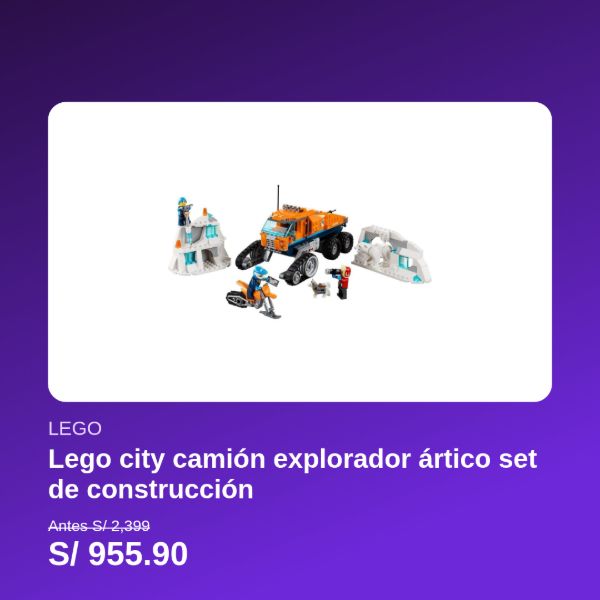 LEGO
Lego city camión explorador ártico set
de construcción
Antes S/ 2,399
S/ 955.90